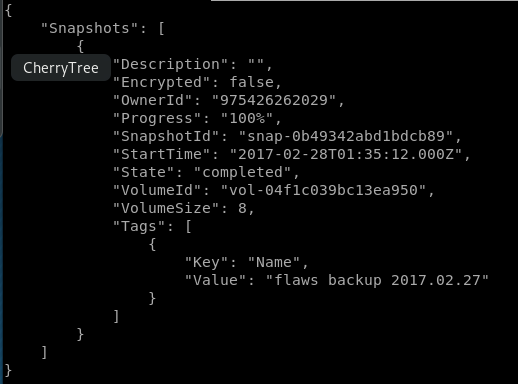 {
    "Snapshots": [
        {
            "Description": "",
CherryTree
            "Encrypted": false,
            "OwnerId": "975426262029",
            "Progress": "100%",
            "SnapshotId": "snap-0b49342abd1bdcb89",
            "StartTime": "2017-02-28T01:35:12.000Z",
            "State": "completed",
            "VolumeId": "vol-04f1c039bc13ea950",
            "VolumeSize": 8,
            "Tags": [
                {
                    "Key": "Name",
                    "Value": "flaws backup 2017.02.27"
                }
            ]
        }
    ]
}